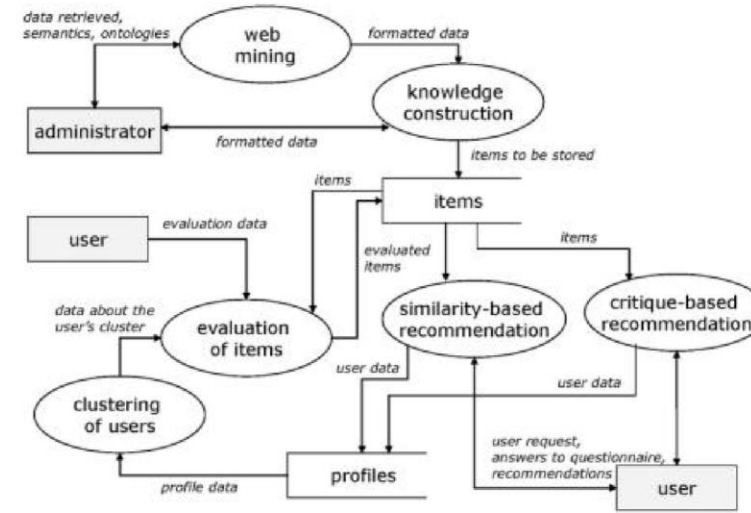 data retrieved,
semantics, ontologies
web
mining
formatted data
knowledge
construction
administrator
formatted data
items to be stored
items
items
user
evaluation data
evaluated
items
items
data about the
user's cluster
evaluation
of items
similarity-based
recommendation
critique-based
recommendation
user data
user data
clustering
of users
user request,
answers to questionnaire,
recommendations
profile data
profiles
user